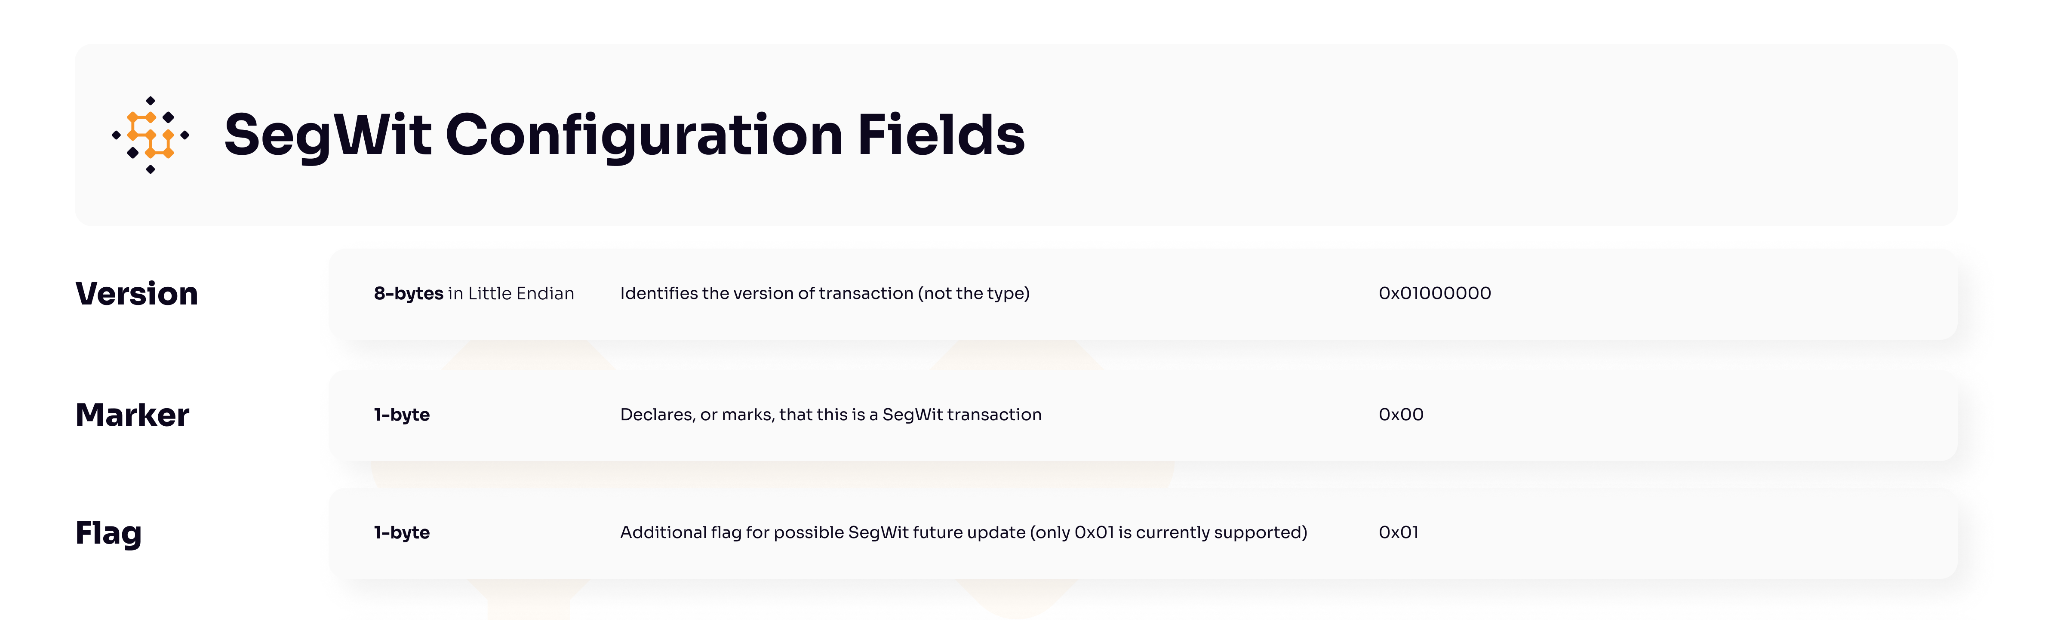 SegWit Configuration Fields
Version 8-bytes in Little Endian Identifies the version of transaction (not the type) 0x01000000
Marker 1-byte Declares, or marks, that this is a SegWit transaction 0x00
Flag 1-byte Additional flag for possible SegWit future update (only 0x01 is currently supported) 0x01